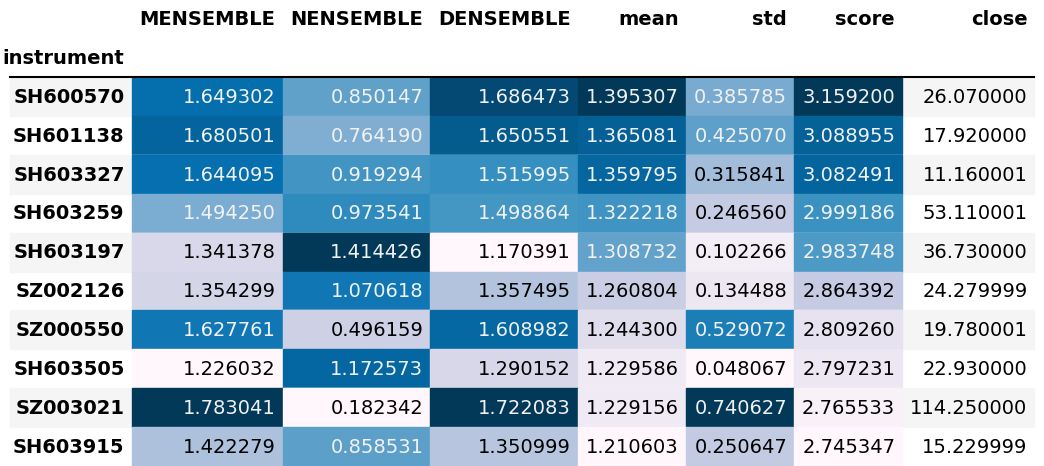 MENSEMBLE NENSEMBLE DENSEMBLE mean std score close
instrument
SH600570 1.649302 0.850147 1.686473 1.395307 0.385785 3.159200 26.070000
SH601138 1.680501 0.764190 1.650551 1.365081 0.425070 3.088955 17.920000
SH603327 1.644095 0.919294 1.515995 1.359795 0.315841 3.082491 11.160001
SH603259 1.494250 0.973541 1.498864 1.322218 0.246560 2.999186 53.110001
SH603197 1.341378 1.414426 1.170391 1.308732 0.102266 2.983748 36.730000
SZ002126 1.354299 1.070618 1.357495 1.260804 0.134488 2.864392 24.279999
SZ000550 1.627761 0.496159 1.608982 1.244300 0.529072 2.809260 19.780001
SH603505 1.226032 1.172573 1.290152 1.229586 0.048067 2.797231 22.930000
SZ003021 1.783041 0.182342 1.722083 1.229156 0.740627 2.765533 114.250000
SH603915 1.422279 0.858531 1.350999 1.210603 0.250647 2.745347 15.229999